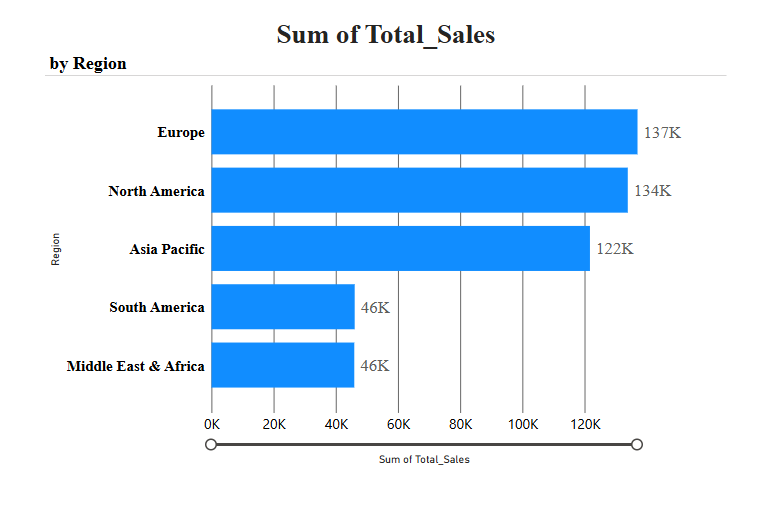 Sum of Total_Sales
by Region
Europe 137K
North America 134K
Region
Asia Pacific 122K
South America 46K
Middle East & Africa 46K
0K 20K 40K 60K 80K 100K 120K
Sum of Total_Sales